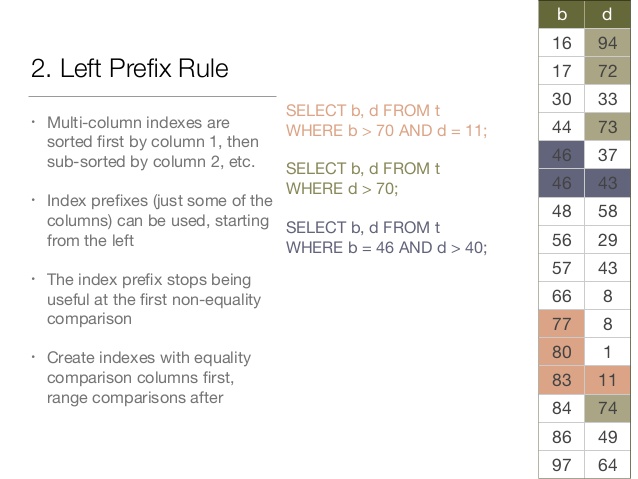 2. Left Prefix Rule
• Multi-column indexes are
sorted first by column 1, then
sub-sorted by column 2, etc.
• Index prefixes (just some of the
columns) can be used, starting
from the left
• The index prefix stops being
useful at the first non-equality
comparison
• Create indexes with equality
comparison columns first,
range comparisons after
SELECT b, d FROM t
WHERE b > 70 AND d = 11;
SELECT b, d FROM t
WHERE d > 70;
SELECT b, d FROM t
WHERE b = 46 AND d > 40;
b d
16 94
17 72
30 33
44 73
46 37
46 43
48 58
56 29
57 43
66 8
77 8
80 1
83 11
84 74
86 49
97 64